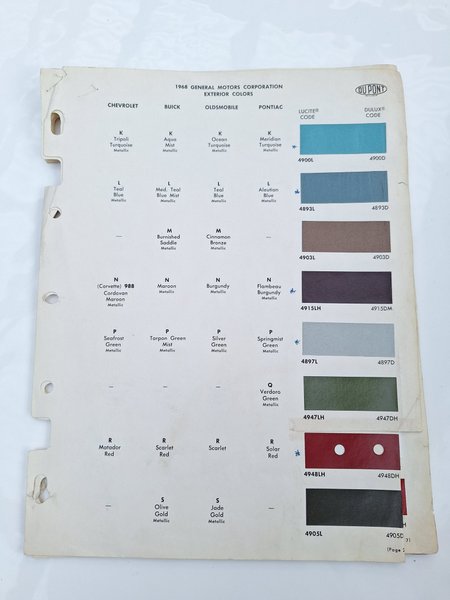 1968 GENERAL MOTORS CORPORATION
EXTERIOR COLORS
DU PONT
CHEVROLET BUICK OLDSMOBILE PONTIAC LUCITE® CODE DULUX® CODE
K K K K
Tripoli Aqua Ocean Meridian
Turquoise Mist Turquoise Turquoise
Metallic Metallic Metallic Metallic
4900L 4900D
L L L L
Teal Med. Teal Teal Aleutian
Blue Blue Mist Blue Blue
Metallic Metallic Metallic Metallic
4893L 4893D
M M
— Burnished Cinnamon —
Saddle Bronze
Metallic Metallic
4903L 4903D
N N N N
(Corvette) 988 Maroon Burgundy Flambeau
Cordovan Metallic Metallic Burgundy
Maroon Metallic
Metallic
4915LH 4915DM
P P P P
Seafrost Tarpon Green Silver Springmist
Green Mist Green Green
Metallic Metallic Metallic Metallic
4897L 4897D
Q
— — — Verdoro
Green
Metallic
4947LH 4947DH
R R R R
Matador Scarlet Scarlet Solar
Red Red Red
4948LH 4948DH
S S
— Olive Jade —
Gold Gold
Metallic Metallic
4905L 4905D
H
(Page